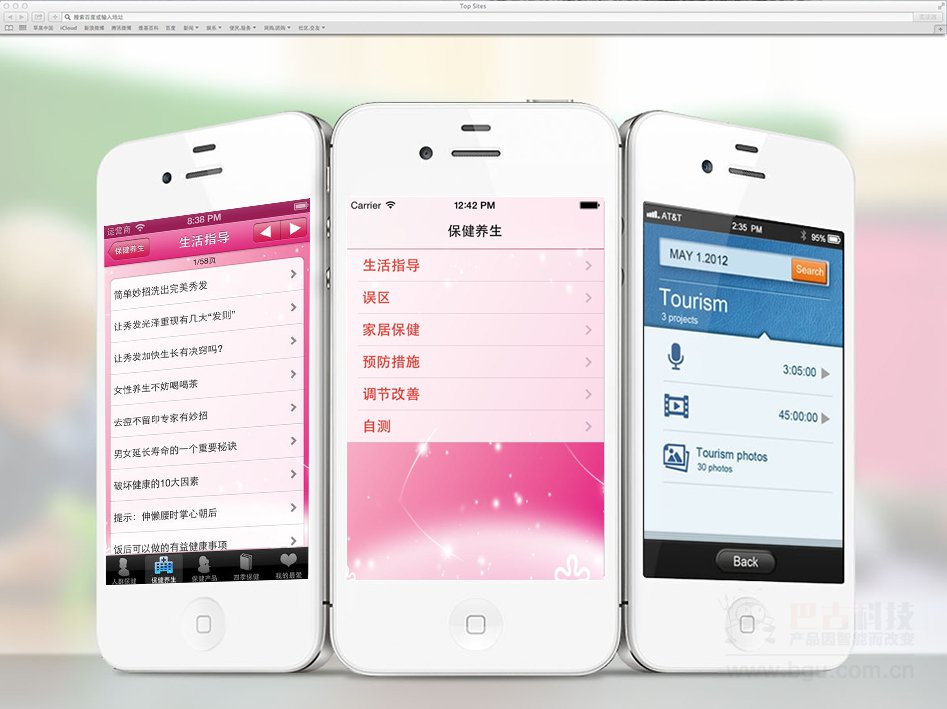 Top Sites
搜索百度或输入地址
阅读器
苹果中国 iCloud 新浪微博 腾讯微博 维基百科 百度 新闻 娱乐 便民.服务 网购.团购 社区.交友
运营商 8:38 PM
保健养生 生活指导
1/58页
简单妙招洗出完美秀发
让秀发光泽重现有几大“发则”
让秀发加快生长有决窍吗?
女性养生不妨喝喝茶
去痘不留印专家有妙招
男女延长寿命的一个重要秘诀
破坏健康的10大因素
提示：伸懒腰时掌心朝后
饭后可以做的有益健康事项
人群保健 保健养生 保健产品 四季保健 我的最爱
Carrier 12:42 PM
保健养生
生活指导
误区
家居保健
预防措施
调节改善
自测
AT&T 2:35 PM 95%
MAY 1.2012 Search
Tourism
3 projects
3:05:00
45:00:00
Tourism photos
30 photos
Back
巴古科技
产品因智能而改变
www.bgu.com.cn